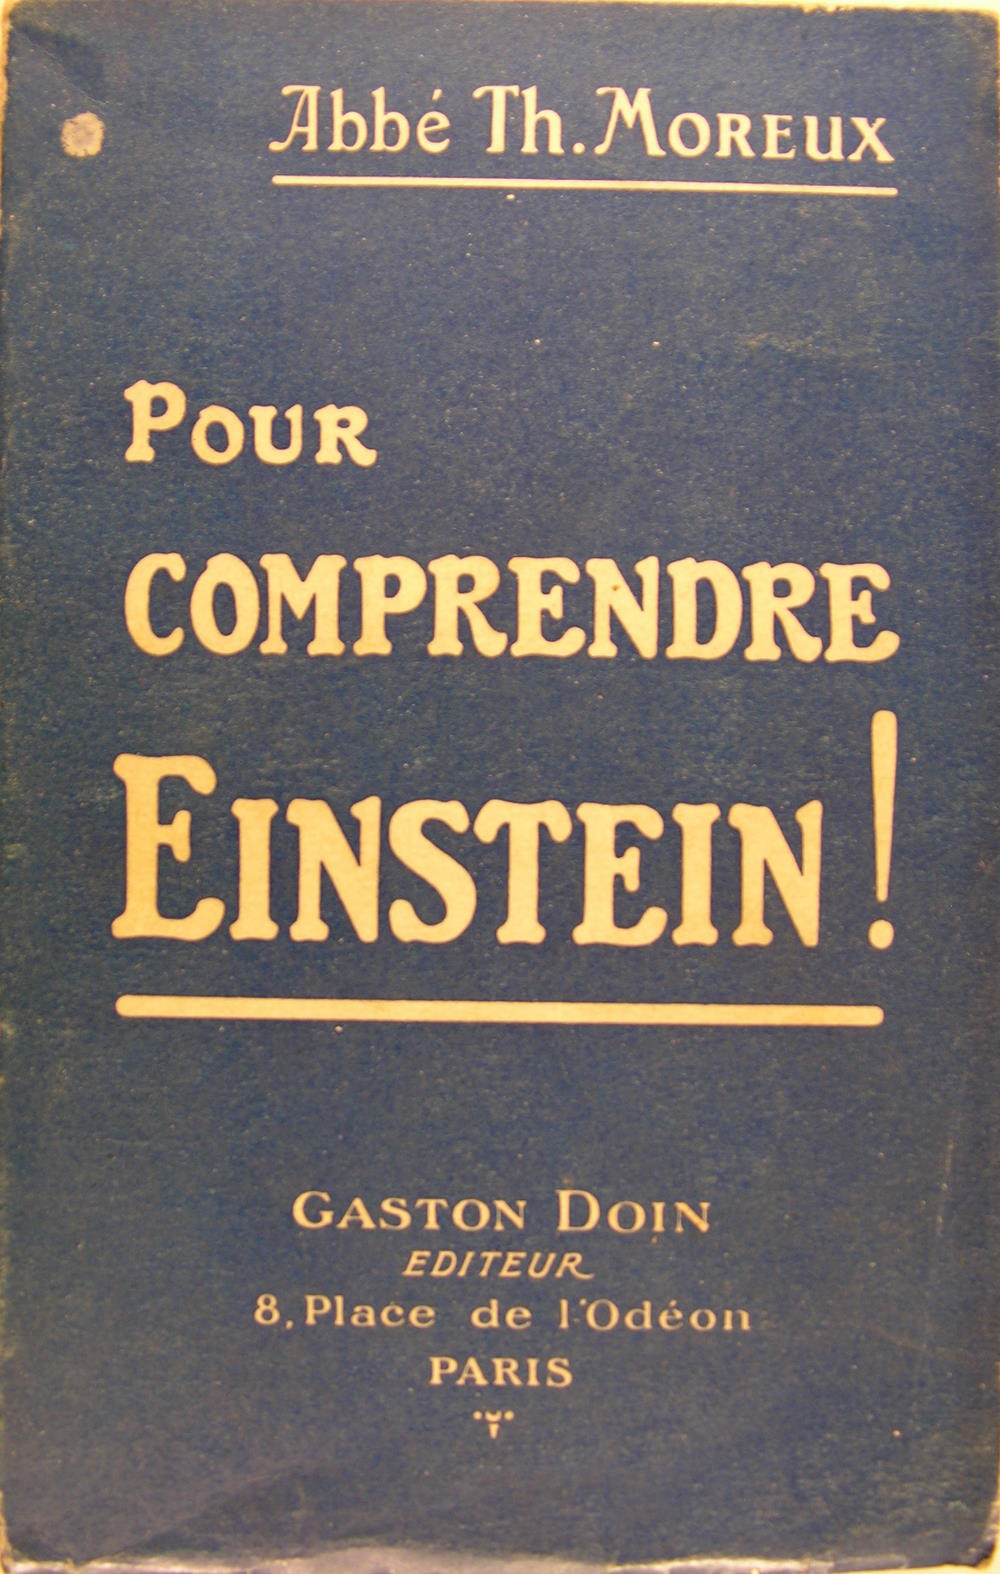 Abbé Th. Moreux
Pour
comprendre
Einstein !
Gaston Doin
EDITEUR
8, Place de l'Odéon
PARIS